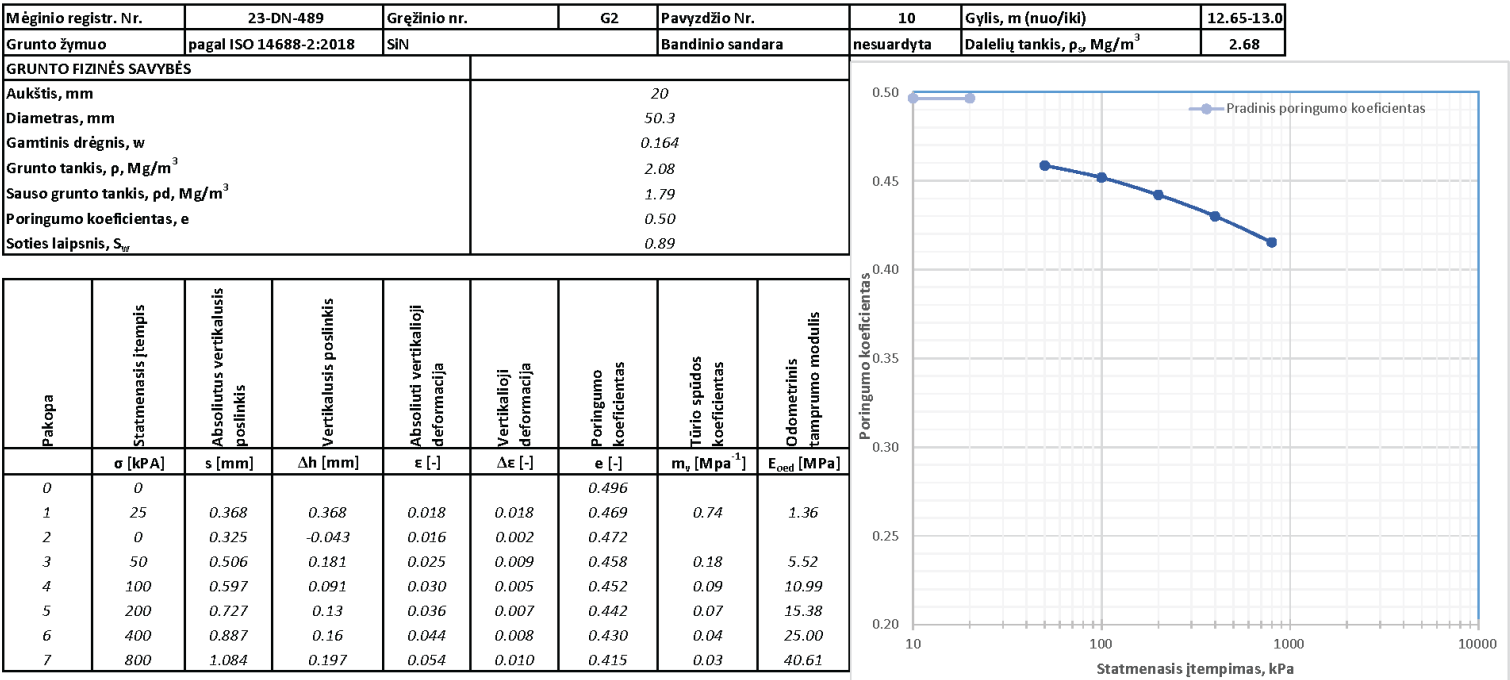 Mėginio registr. Nr. 23-DN-489 Gręžinio nr. G2 Pavyzdžio Nr. 10 Gylis, m (nuo/iki) 12.65-13.0
Grunto žymuo pagal ISO 14688-2:2018 SiN Bandinio sandara nesuardyta Dalelių tankis, ρs, Mg/m³ 2.68
GRUNTO FIZINĖS SAVYBĖS
Aukštis, mm 20
Diametras, mm 50.3
Gamtinis drėgnis, w 0.164
Grunto tankis, ρ, Mg/m³ 2.08
Sauso grunto tankis, ρd, Mg/m³ 1.79
Poringumo koeficientas, e 0.50
Soties laipsnis, Sw 0.89
Pakopa
Statmenasis įtempis
Absoliutus vertikalusis poslinkis
Vertikalusis poslinkis
Absoliuti vertikalioji deformacija
Vertikalioji deformacija
Poringumo koeficientas
Tūrio spūdos koeficientas
Odometrinis tamprumo modulis
σ [kPA] s [mm] Δh [mm] ε [-] Δε [-] e [-] mv [Mpa⁻¹] Eoed [MPa]
0 0 0.496
1 25 0.368 0.368 0.018 0.018 0.469 0.74 1.36
2 0 0.325 -0.043 0.016 0.002 0.472
3 50 0.506 0.181 0.025 0.009 0.458 0.18 5.52
4 100 0.597 0.091 0.030 0.005 0.452 0.09 10.99
5 200 0.727 0.13 0.036 0.007 0.442 0.07 15.38
6 400 0.887 0.16 0.044 0.008 0.430 0.04 25.00
7 800 1.084 0.197 0.054 0.010 0.415 0.03 40.61
Pradinis poringumo koeficientas
Poringumo koeficientas
0.50
0.45
0.40
0.35
0.30
0.25
0.20
10 100 1000 10000
Statmenasis įtempimas, kPa